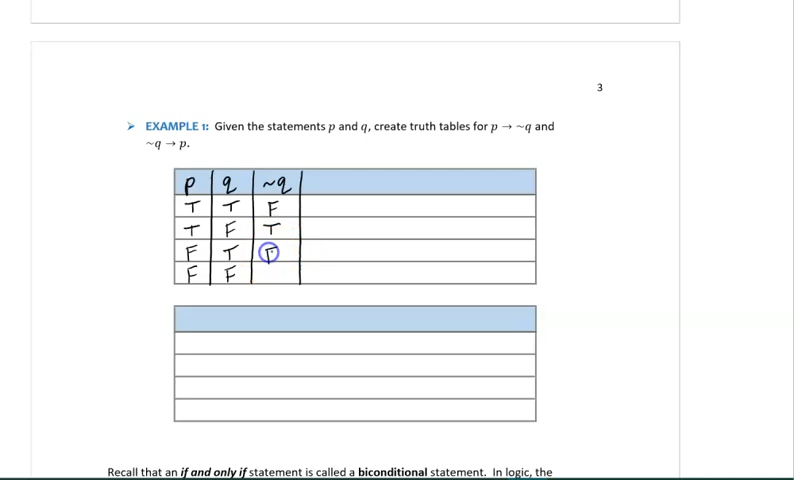 3
➤ EXAMPLE 1: Given the statements p and q, create truth tables for p → ~q and
~q → p.
p q ~q
T T F
T F T
F T F
F F
Recall that an if and only if statement is called a biconditional statement. In logic, the